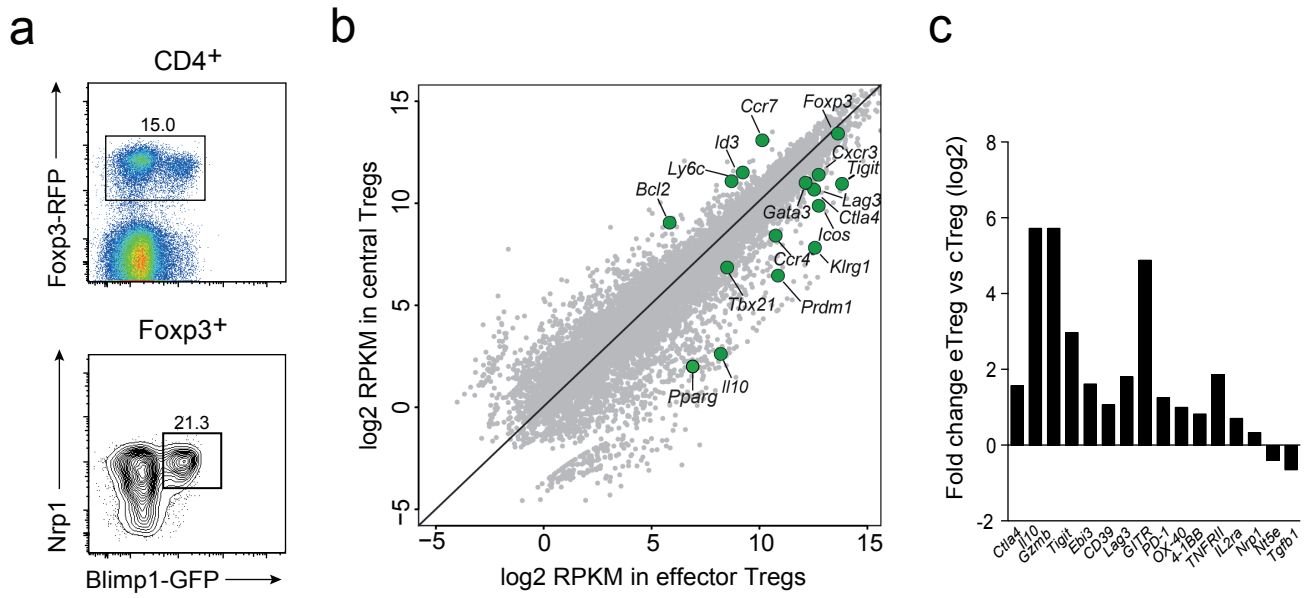 a
CD4+
Foxp3-RFP
15.0
Foxp3+
Nrp1
21.3
Blimp1-GFP
b
log2 RPKM in central Tregs
15
10
5
0
−5
Foxp3
Ccr7
Id3
Cxcr3
Ly6c
Tigit
Bcl2
Lag3
Gata3
Ctla4
Icos
Ccr4
Klrg1
Tbx21
Prdm1
Pparg
Il10
−5 0 5 10 15
log2 RPKM in effector Tregs
c
Fold change eTreg vs cTreg (log2)
8
6
4
2
0
-2
Ctla4 Il10 Gzmb Tigit Ebi3 CD39 Lag3 GITR PD-1 OX-40 4-1BB TNFRII IL2ra Nrp1 Nt5e Tgfb1